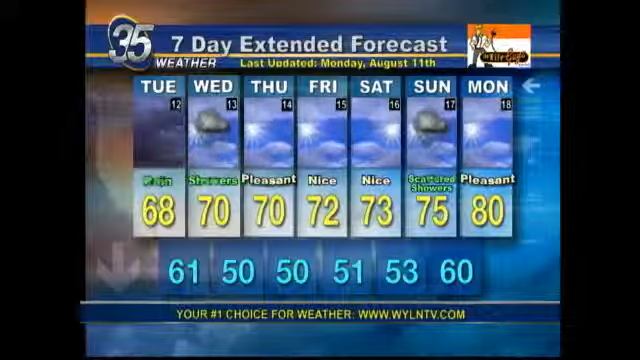 35
WEATHER
7 Day Extended Forecast
Last Updated: Monday, August 11th
TUE WED THU FRI SAT SUN MON
12 13 14 15 16 17 18
Rain Showers Pleasant Nice Nice Scattered Showers Pleasant
68 70 70 72 73 75 80
61 50 50 51 53 60
YOUR #1 CHOICE FOR WEATHER: WWW.WYLNTV.COM